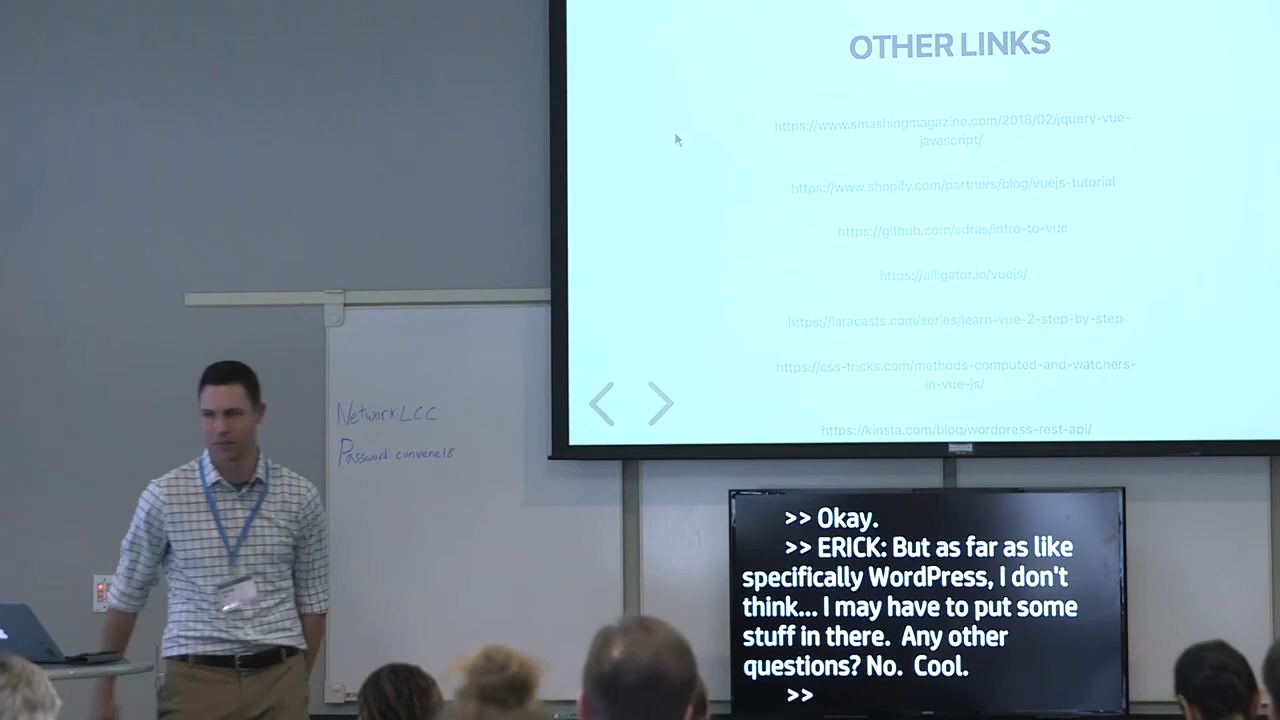 OTHER LINKS
https://www.smashingmagazine.com/2018/02/jquery-vue-
javascript/
https://www.shopify.com/partners/blog/vuejs-tutorial
https://github.com/sdras/intro-to-vue
https://alligator.io/vuejs/
https://laracasts.com/series/learn-vue-2-step-by-step
https://css-tricks.com/methods-computed-and-watchers-
in-vue-js/
https://kinsta.com/blog/wordpress-rest-api/
Network: LCC
Password: convene18
>> Okay.
>> ERICK: But as far as like
specifically WordPress, I don't
think... I may have to put some
stuff in there. Any other
questions? No. Cool.
>>